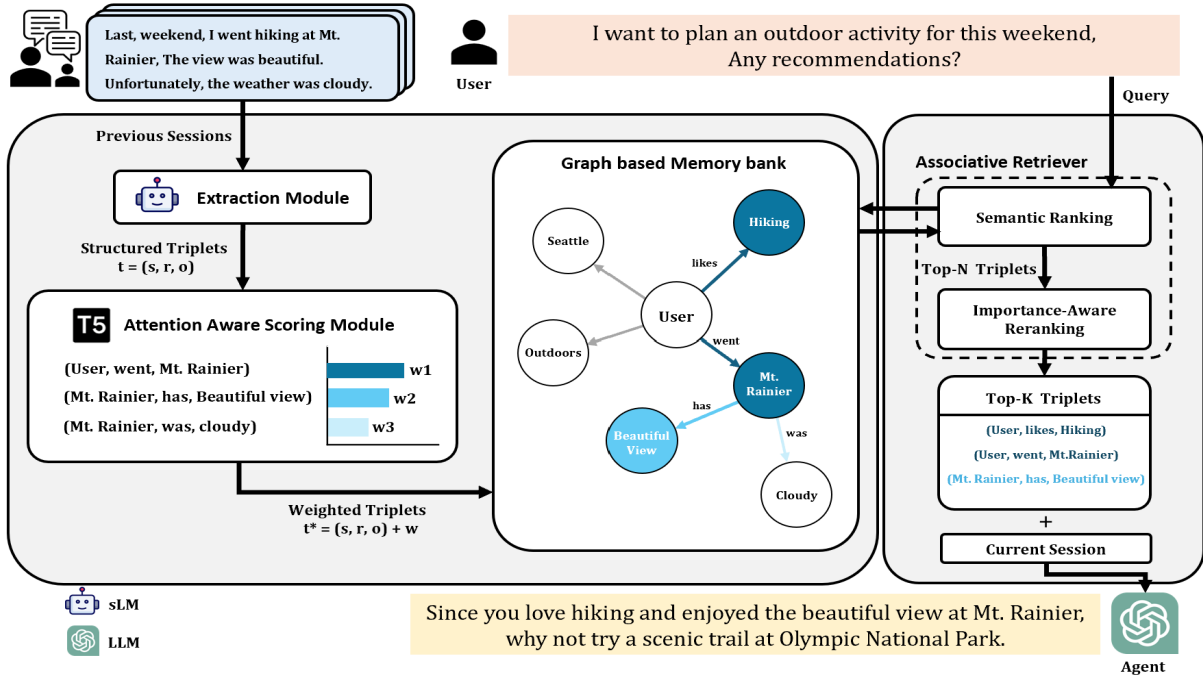 Last, weekend, I went hiking at Mt.
Rainier, The view was beautiful.
Unfortunately, the weather was cloudy.
User
I want to plan an outdoor activity for this weekend,
Any recommendations?
Query
Previous Sessions
Extraction Module
Structured Triplets
t = (s, r, o)
T5 Attention Aware Scoring Module
(User, went, Mt. Rainier)
w1
(Mt. Rainier, has, Beautiful view)
w2
(Mt. Rainier, was, cloudy)
w3
Weighted Triplets
t* = (s, r, o) + w
Graph based Memory bank
Hiking
Seattle
likes
User
Outdoors
went
Mt.
Rainier
has
Beautiful
View
was
Cloudy
Associative Retriever
Semantic Ranking
Top-N Triplets
Importance-Aware
Reranking
Top-K Triplets
(User, likes, Hiking)
(User, went, Mt.Rainier)
(Mt. Rainier, has, Beautiful view)
+
Current Session
sLM
LLM
Since you love hiking and enjoyed the beautiful view at Mt. Rainier,
why not try a scenic trail at Olympic National Park.
Agent